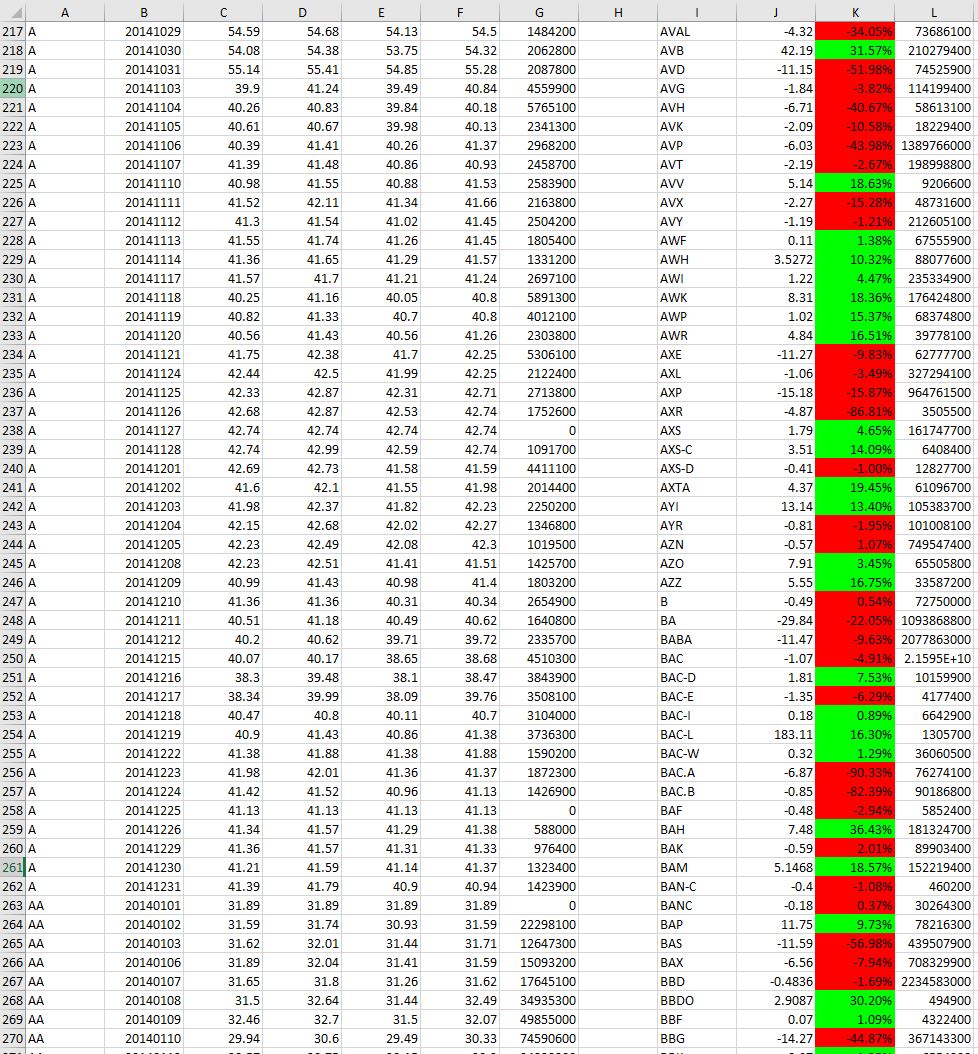 A B C D E F G H I J K L
217 A 20141029 54.59 54.68 54.13 54.5 1484200 AVAL -4.32 -34.05% 73686100
218 A 20141030 54.08 54.38 53.75 54.32 2062800 AVB 42.19 31.57% 210279400
219 A 20141031 55.14 55.41 54.85 55.28 2087800 AVD -11.15 -51.98% 74525900
220 A 20141103 39.9 41.24 39.49 40.84 4559900 AVG -1.84 -3.82% 114199400
221 A 20141104 40.26 40.83 39.84 40.18 5765100 AVH -6.71 -40.67% 58613100
222 A 20141105 40.61 40.67 39.98 40.13 2341300 AVK -2.09 -10.58% 18229400
223 A 20141106 40.39 41.41 40.26 41.37 2968200 AVP -6.03 -43.98% 1389766000
224 A 20141107 41.39 41.48 40.86 40.93 2458700 AVT -2.19 -2.67% 198998800
225 A 20141110 40.98 41.55 40.88 41.53 2583900 AVV 5.14 18.63% 9206600
226 A 20141111 41.52 42.11 41.34 41.66 2163800 AVX -2.27 -15.28% 48731600
227 A 20141112 41.3 41.54 41.02 41.45 2504200 AVY -1.19 -1.21% 212605100
228 A 20141113 41.55 41.74 41.26 41.45 1805400 AWF 0.11 1.38% 67555900
229 A 20141114 41.36 41.65 41.29 41.57 1331200 AWH 3.5272 10.32% 88077600
230 A 20141117 41.57 41.7 41.21 41.24 2697100 AWI 1.22 4.47% 235334900
231 A 20141118 40.25 41.16 40.05 40.8 5891300 AWK 8.31 18.36% 176424800
232 A 20141119 40.82 41.33 40.7 40.8 4012100 AWP 1.02 15.37% 68374800
233 A 20141120 40.56 41.43 40.56 41.26 2303800 AWR 4.84 16.51% 39778100
234 A 20141121 41.75 42.38 41.7 42.25 5306100 AXE -11.27 -9.83% 62777700
235 A 20141124 42.44 42.5 41.99 42.25 2122400 AXL -1.06 -3.49% 327294100
236 A 20141125 42.33 42.87 42.31 42.71 2713800 AXP -15.18 -15.87% 964761500
237 A 20141126 42.68 42.87 42.53 42.74 1752600 AXR -4.87 -86.81% 3505500
238 A 20141127 42.74 42.74 42.74 42.74 0 AXS 1.79 4.65% 161747700
239 A 20141128 42.74 42.99 42.59 42.74 1091700 AXS-C 3.51 14.09% 6408400
240 A 20141201 42.69 42.73 41.58 41.59 4411100 AXS-D -0.41 -1.00% 12827700
241 A 20141202 41.6 42.1 41.55 41.98 2014400 AXTA 4.37 19.45% 61096700
242 A 20141203 41.98 42.37 41.82 42.23 2250200 AYI 13.14 13.40% 105383700
243 A 20141204 42.15 42.68 42.02 42.27 1346800 AYR -0.81 -1.95% 101008100
244 A 20141205 42.23 42.49 42.08 42.3 1019500 AZN -0.57 1.07% 749547400
245 A 20141208 42.23 42.51 41.41 41.51 1425700 AZO 7.91 3.45% 65505800
246 A 20141209 40.99 41.43 40.98 41.4 1803200 AZZ 5.55 16.75% 33587200
247 A 20141210 41.36 41.36 40.31 40.34 2654900 B -0.49 0.54% 72750000
248 A 20141211 40.51 41.18 40.49 40.62 1640800 BA -29.84 -22.05% 1093868800
249 A 20141212 40.2 40.62 39.71 39.72 2335700 BABA -11.47 -9.63% 2077863000
250 A 20141215 40.07 40.17 38.65 38.68 4510300 BAC -1.07 -4.91% 2.1595E+10
251 A 20141216 38.3 39.48 38.1 38.47 3843900 BAC-D 1.81 7.53% 10159900
252 A 20141217 38.34 39.99 38.09 39.76 3508100 BAC-E -1.35 -6.29% 4177400
253 A 20141218 40.47 40.8 40.11 40.7 3104000 BAC-I 0.18 0.89% 6642900
254 A 20141219 40.9 41.43 40.86 41.38 3736300 BAC-L 183.11 16.30% 1305700
255 A 20141222 41.38 41.88 41.38 41.88 1590200 BAC-W 0.32 1.29% 36060500
256 A 20141223 41.98 42.01 41.36 41.37 1872300 BAC.A -6.87 -90.33% 76274100
257 A 20141224 41.42 41.52 40.96 41.13 1426900 BAC.B -0.85 -82.39% 90186800
258 A 20141225 41.13 41.13 41.13 41.13 0 BAF -0.48 -2.94% 5852400
259 A 20141226 41.34 41.57 41.29 41.38 588000 BAH 7.48 36.43% 181324700
260 A 20141229 41.36 41.57 41.31 41.33 976400 BAK -0.59 2.01% 89903400
261 A 20141230 41.21 41.59 41.14 41.37 1323400 BAM 5.1468 18.57% 152219400
262 A 20141231 41.39 41.79 40.9 40.94 1423900 BAN-C -0.4 -1.08% 460200
263 AA 20140101 31.89 31.89 31.89 31.89 0 BANC -0.18 0.37% 30264300
264 AA 20140102 31.59 31.74 30.93 31.59 22298100 BAP 11.75 9.73% 78216300
265 AA 20140103 31.62 32.01 31.44 31.71 12647300 BAS -11.59 -56.98% 439507900
266 AA 20140106 31.89 32.04 31.41 31.59 15093200 BAX -6.56 -7.94% 708329900
267 AA 20140107 31.65 31.8 31.26 31.62 17645100 BBD -0.4836 -1.69% 2234583000
268 AA 20140108 31.5 32.64 31.44 32.49 34935300 BBDO 2.9087 30.20% 494900
269 AA 20140109 32.46 32.7 31.5 32.07 49855000 BBF 0.07 1.09% 4322400
270 AA 20140110 29.94 30.6 29.49 30.33 74590600 BBG -14.27 -44.87% 367143300